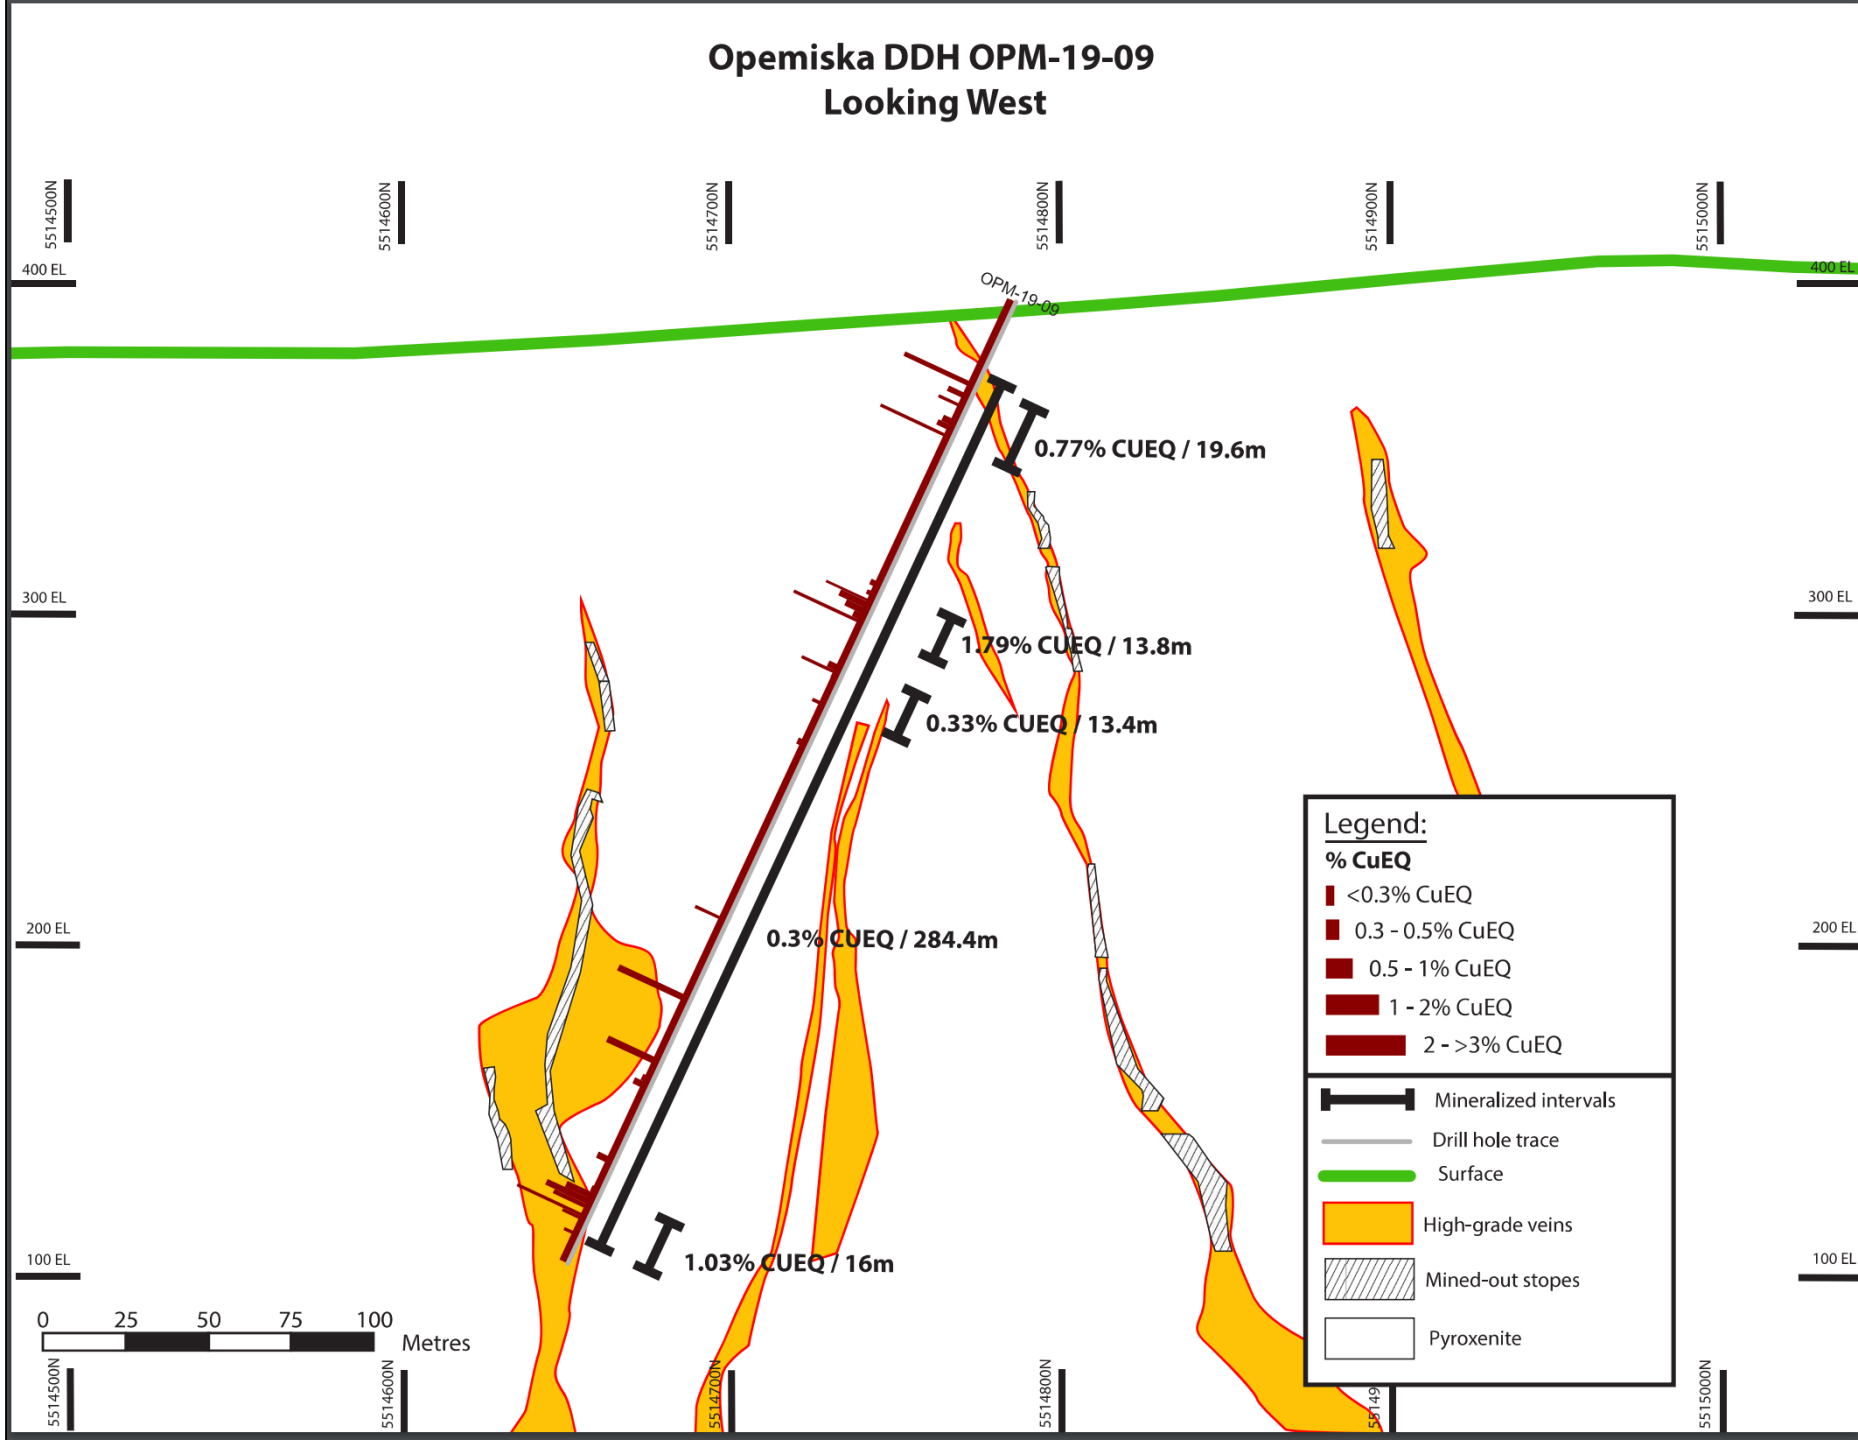 Opemiska DDH OPM-19-09
Looking West
5514500N
5514600N
5514700N
5514800N
5514900N
5515000N
400 EL
400 EL
OPM-19-09
0.77% CUEQ / 19.6m
300 EL
300 EL
1.79% CUEQ / 13.8m
0.33% CUEQ / 13.4m
200 EL
200 EL
0.3% CUEQ / 284.4m
100 EL
100 EL
1.03% CUEQ / 16m
Legend:
% CuEQ
<0.3% CuEQ
0.3 - 0.5% CuEQ
0.5 - 1% CuEQ
1 - 2% CuEQ
2 - >3% CuEQ
Mineralized intervals
Drill hole trace
Surface
High-grade veins
Mined-out stopes
Pyroxenite
0 25 50 75 100
Metres
5514500N
5514600N
5514700N
5514800N
55149
5515000N